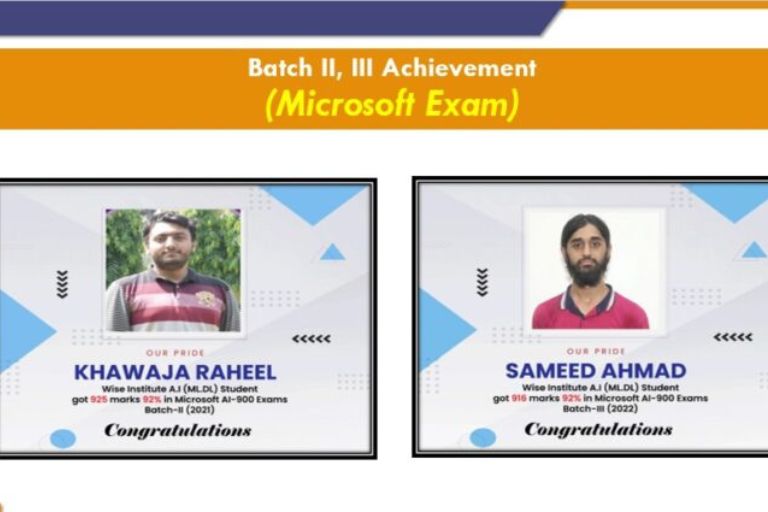 Batch II, III Achievement
(Microsoft Exam)
OUR PRIDE
KHAWAJA RAHEEL
Wise Institute A.I (ML.DL) Student
got 925 marks 92% in Microsoft AI-900 Exams
Batch-II (2021)
Congratulations
OUR PRIDE
SAMEED AHMAD
Wise Institute A.I (ML.DL) Student
got 916 marks 92% in Microsoft AI-900 Exams
Batch-III (2022)
Congratulations